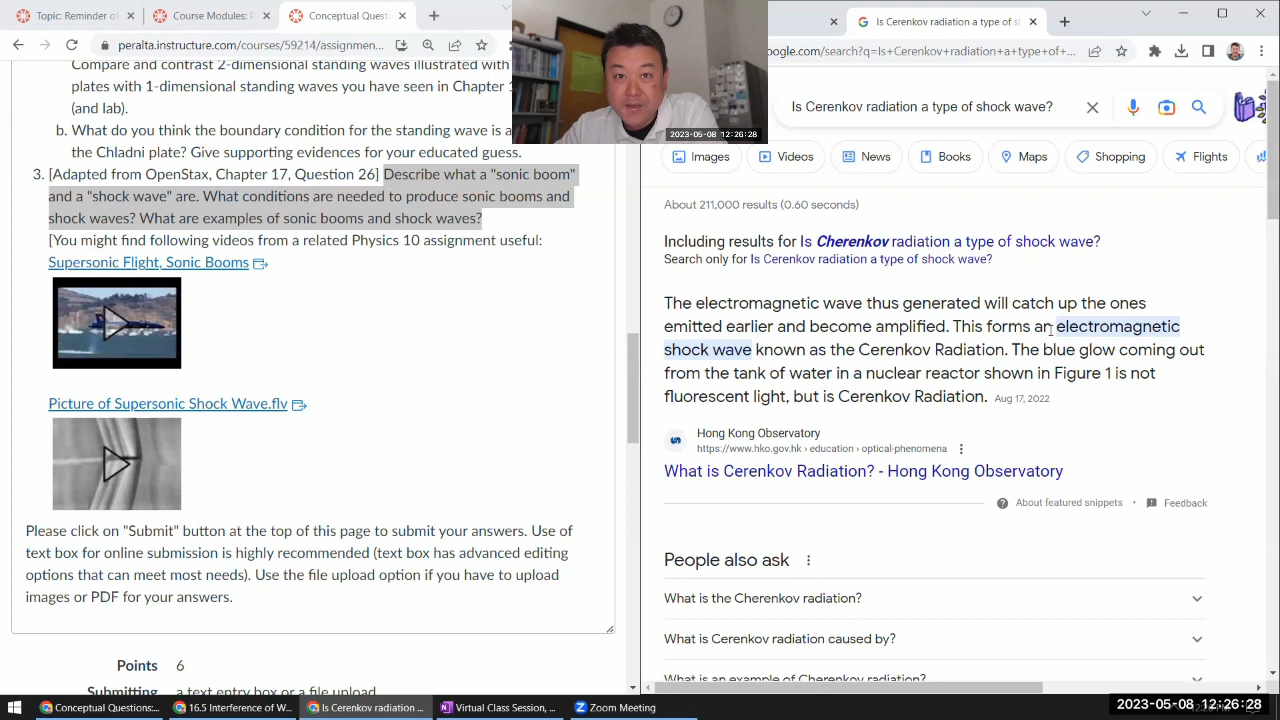 Topic: Reminder of
Course Modules: P
Conceptual Questi
Is Cerenkov radiation a type of s
peralta.instructure.com/courses/59214/assignmen...
ogle.com/search?q=Is+Cerenkov+radiation+a+type+of+...
2023-05-08 12:26:28
Compare and contrast 2-dimensional standing waves illustrated with
plates with 1-dimensional standing waves you have seen in Chapter 1
(and lab).
b. What do you think the boundary condition for the standing wave is a
the Chladni plate? Give supporting evidences for your educated guess.
3. [Adapted from OpenStax, Chapter 17, Question 26] Describe what a "sonic boom"
and a "shock wave" are. What conditions are needed to produce sonic booms and
shock waves? What are examples of sonic booms and shock waves?
[You might find following videos from a related Physics 10 assignment useful:
Supersonic Flight, Sonic Booms
Picture of Supersonic Shock Wave.flv
Please click on "Submit" button at the top of this page to submit your answers. Use of
text box for online submission is highly recommended (text box has advanced editing
options that can meet most needs). Use the file upload option if you have to upload
images or PDF for your answers.
Points 6
Submitting a text entry box or a file upload
Is Cerenkov radiation a type of shock wave?
Images
Videos
News
Books
Maps
Shopping
Flights
About 211,000 results (0.60 seconds)
Including results for Is Cherenkov radiation a type of shock wave?
Search only for Is Cerenkov radiation a type of shock wave?
The electromagnetic wave thus generated will catch up the ones
emitted earlier and become amplified. This forms an electromagnetic
shock wave known as the Cerenkov Radiation. The blue glow coming out
from the tank of water in a nuclear reactor shown in Figure 1 is not
fluorescent light, but is Cerenkov Radiation. Aug 17, 2022
Hong Kong Observatory
https://www.hko.gov.hk › education › optical-phenomena
What is Cerenkov Radiation? - Hong Kong Observatory
About featured snippets • Feedback
People also ask
What is the Cherenkov radiation?
What is Cerenkov radiation caused by?
What is an example of Cerenkov radiation?
Conceptual Questions:...
16.5 Interference of W...
Is Cerenkov radiation ...
Virtual Class Session, ...
Zoom Meeting
2023-05-08 12:26:28